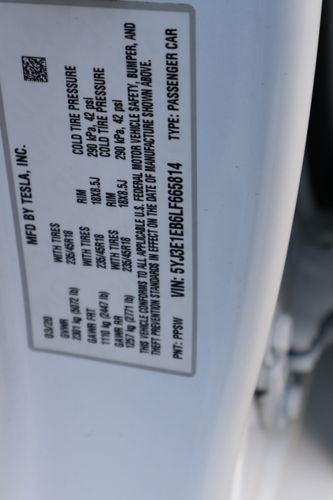 MFD BY TESLA, INC.
03/20 WITH TIRES RIM COLD TIRE PRESSURE
GVWR 235/45R18 18X8.5J 290 kPa, 42 psi
2301 kg (5072 lb)
GAWR FRT WITH TIRES RIM COLD TIRE PRESSURE
1110 kg (2447 lb) 235/45R18 18X8.5J 290 kPa, 42 psi
GAWR RR WITH TIRES
1257 kg (2771 lb) 235/45R18
THIS VEHICLE CONFORMS TO ALL APPLICABLE U.S. FEDERAL MOTOR VEHICLE SAFETY, BUMPER, AND
THEFT PREVENTION STANDARDS IN EFFECT ON THE DATE OF MANUFACTURE SHOWN ABOVE.
PNT: PPSW VIN: 5YJ3E1EB6LF665814 TYPE: PASSENGER CAR